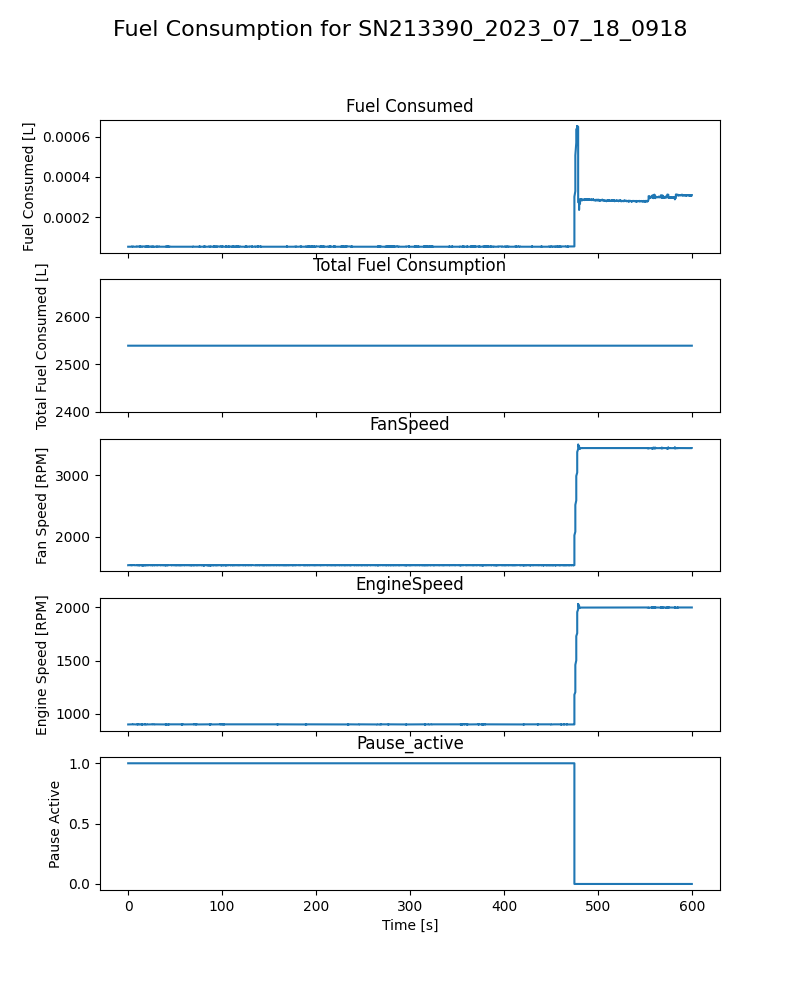 Fuel Consumption for SN213390_2023_07_18_0918
Fuel Consumed
Fuel Consumed [L]
0.0006
0.0004
0.0002
Total Fuel Consumption
Total Fuel Consumed [L]
2600
2500
2400
FanSpeed
Fan Speed [RPM]
3000
2000
EngineSpeed
Engine Speed [RPM]
2000
1500
1000
Pause_active
Pause Active
1.0
0.5
0.0
0 100 200 300 400 500 600
Time [s]